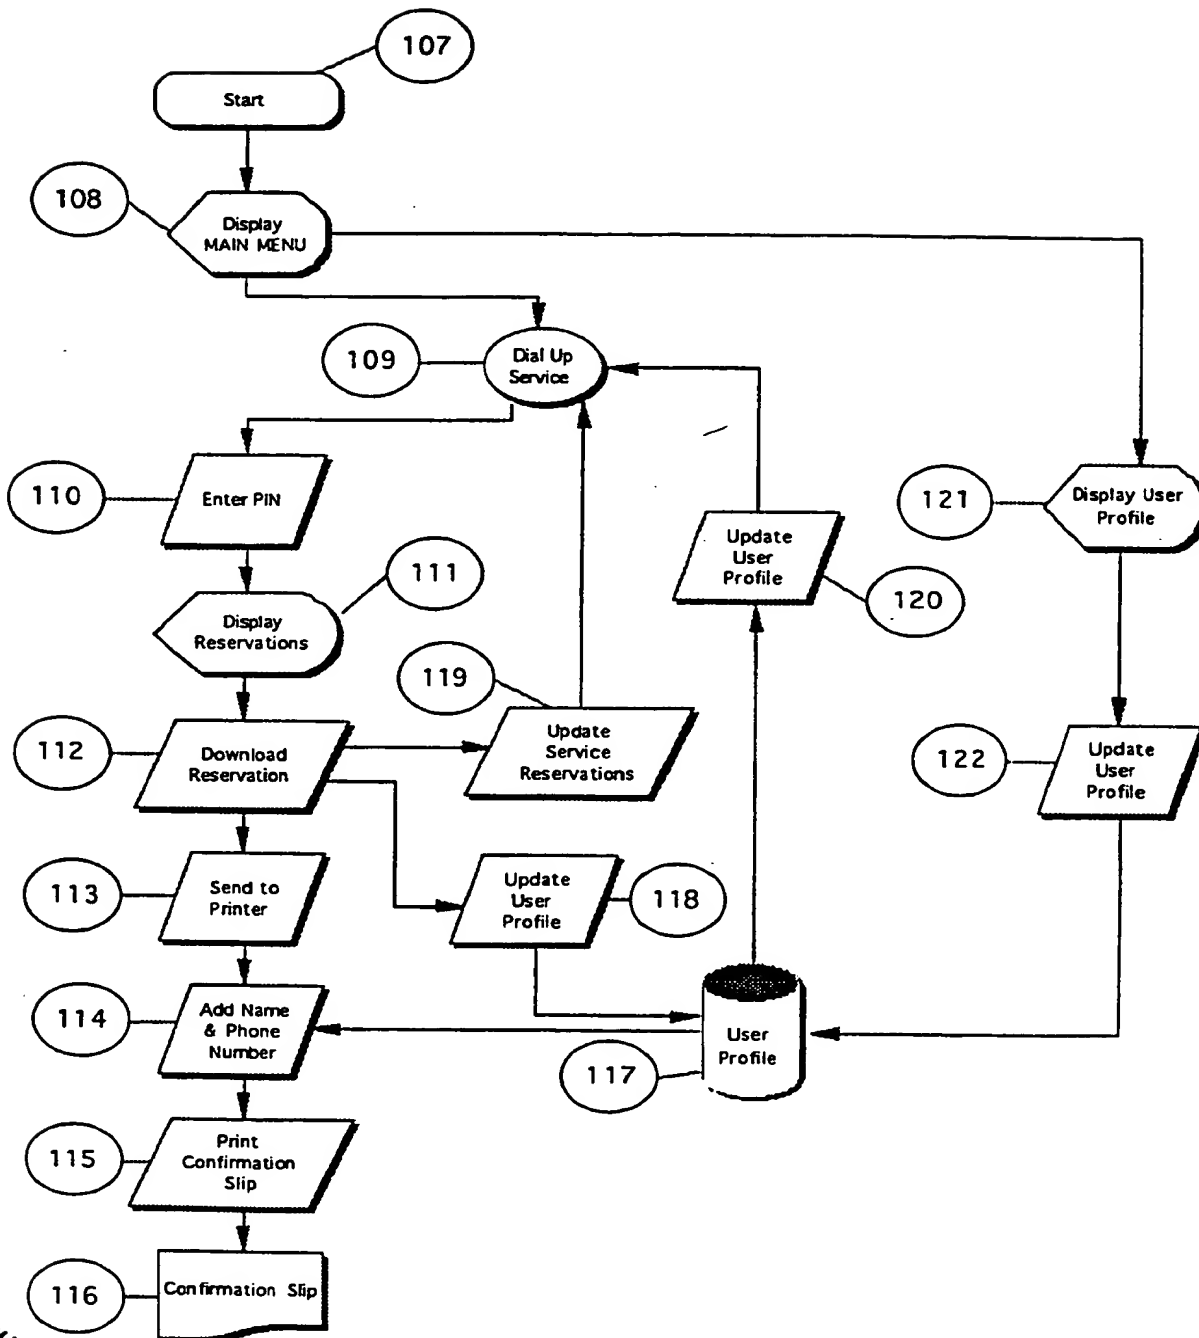 107
Start
108
Display
MAIN MENU
109
Dial Up
Service
110
Enter PIN
121
Display User
Profile
Update
User
Profile
120
111
Display
Reservations
119
Update
Service
Reservations
112
Download
Reservation
122
Update
User
Profile
113
Send to
Printer
Update
User
Profile
118
114
Add Name
& Phone
Number
User
Profile
117
115
Print
Confirmation
Slip
116
Confirmation Slip